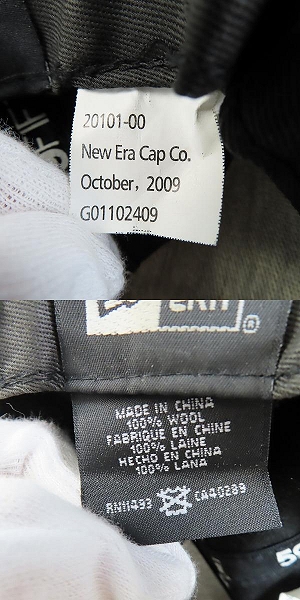 20101-00
New Era Cap Co.
October, 2009
G01102409
ERA
®
MADE IN CHINA
100% WOOL
FABRIQUE EN CHINE
100% LAINE
HECHO EN CHINA
100% LANA
RN11493 CA40289